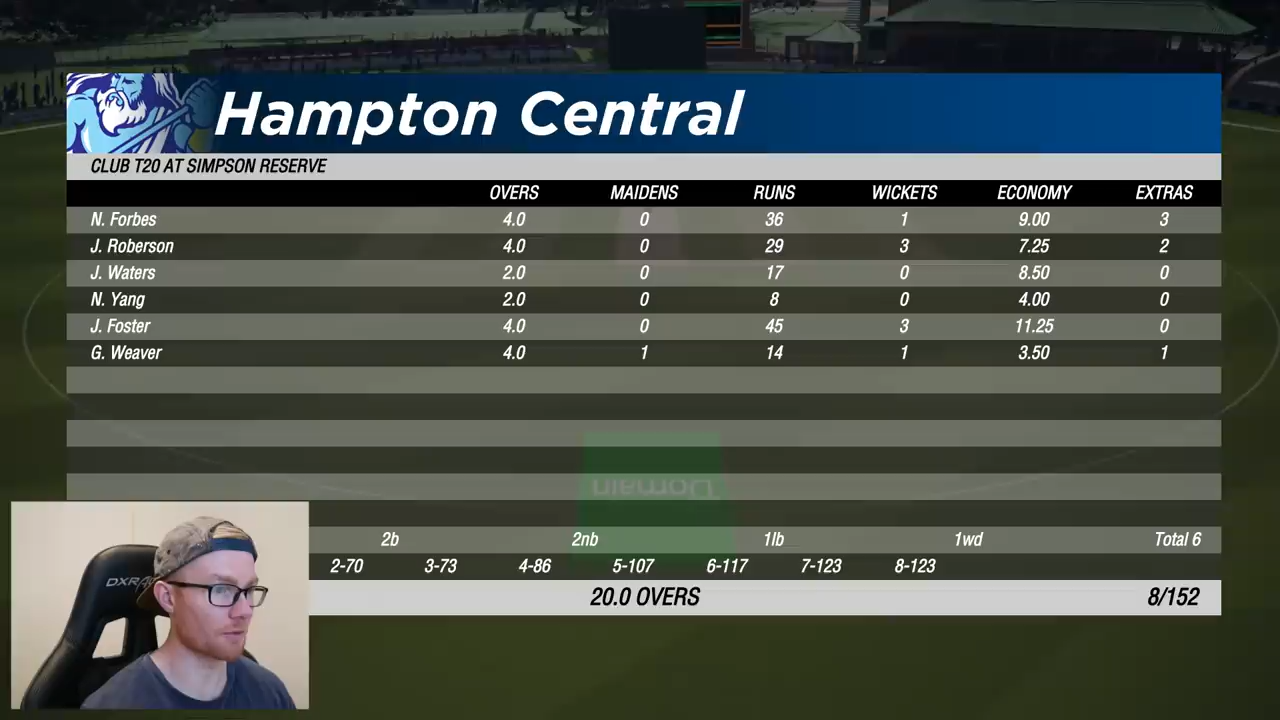 Hampton Central
CLUB T20 AT SIMPSON RESERVE
OVERS MAIDENS RUNS WICKETS ECONOMY EXTRAS
N. Forbes 4.0 0 36 1 9.00 3
J. Roberson 4.0 0 29 3 7.25 2
J. Waters 2.0 0 17 0 8.50 0
N. Yang 2.0 0 8 0 4.00 0
J. Foster 4.0 0 45 3 11.25 0
G. Weaver 4.0 1 14 1 3.50 1
Domain
2b 2nb 1lb 1wd Total 6
2-70 3-73 4-86 5-107 6-117 7-123 8-123
20.0 OVERS 8/152